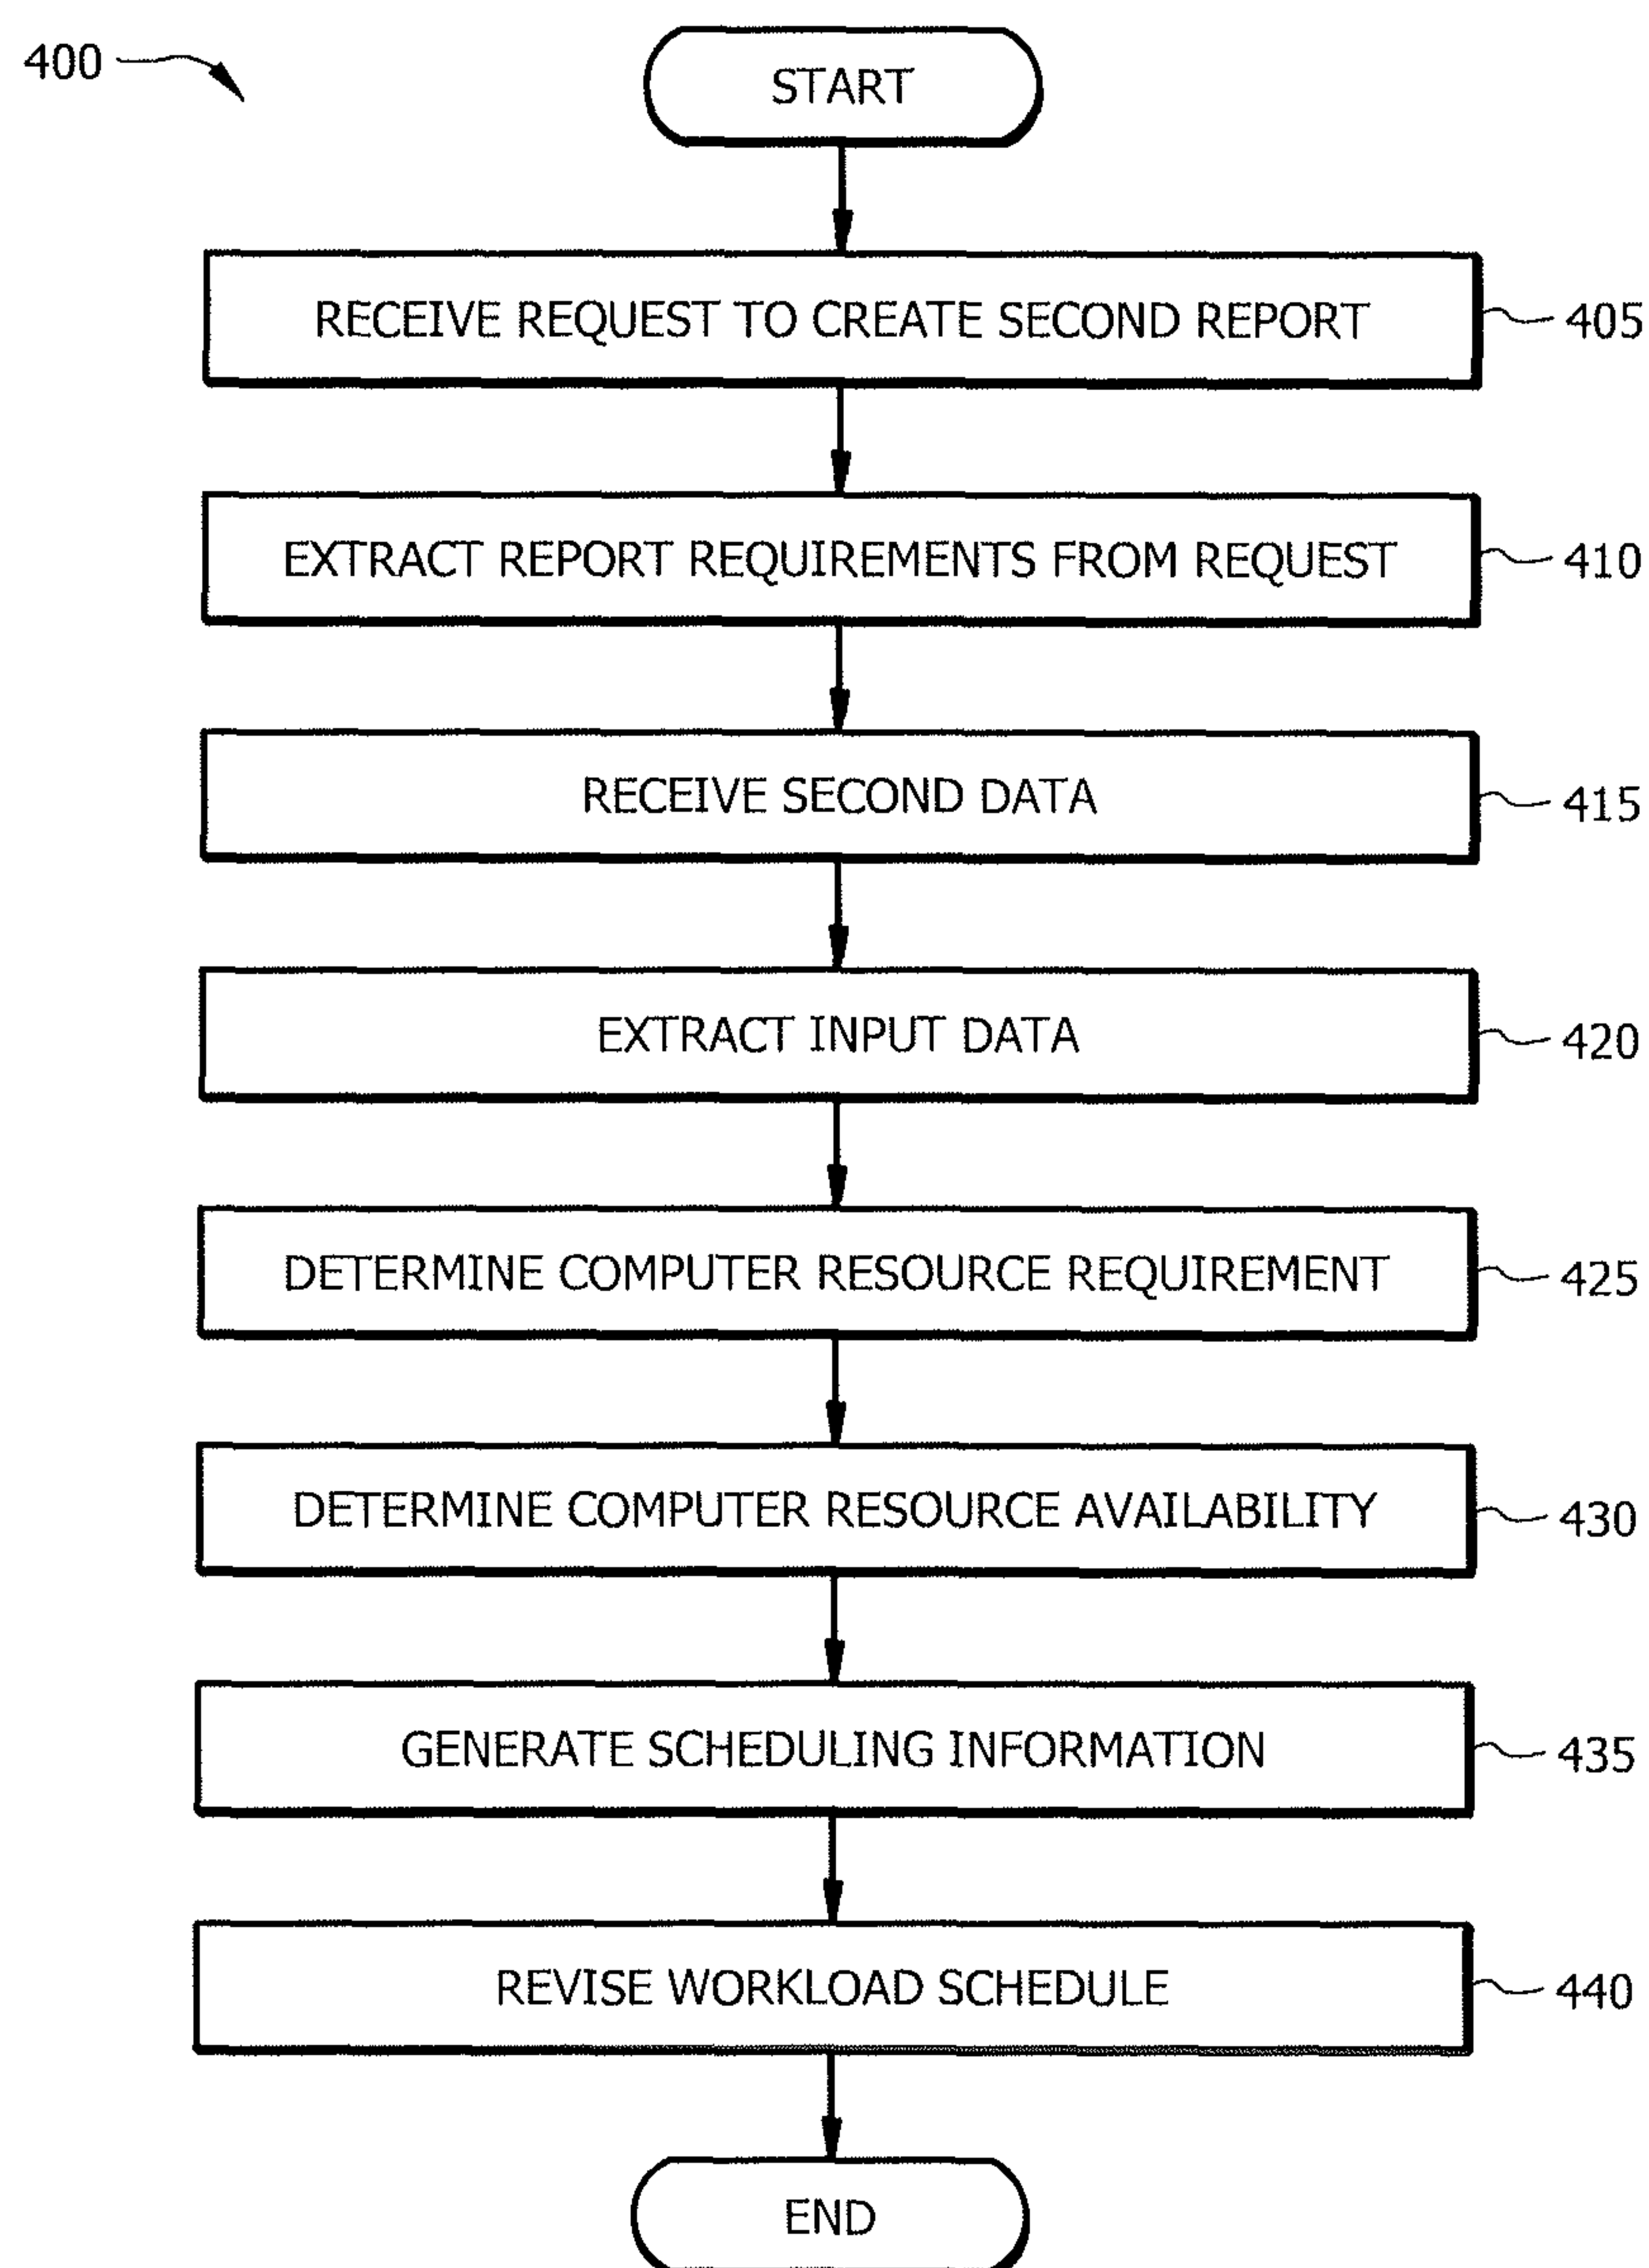 400
START
RECEIVE REQUEST TO CREATE SECOND REPORT
405
EXTRACT REPORT REQUIREMENTS FROM REQUEST
410
RECEIVE SECOND DATA
415
EXTRACT INPUT DATA
420
DETERMINE COMPUTER RESOURCE REQUIREMENT
425
DETERMINE COMPUTER RESOURCE AVAILABILITY
430
GENERATE SCHEDULING INFORMATION
435
REVISE WORKLOAD SCHEDULE
440
END